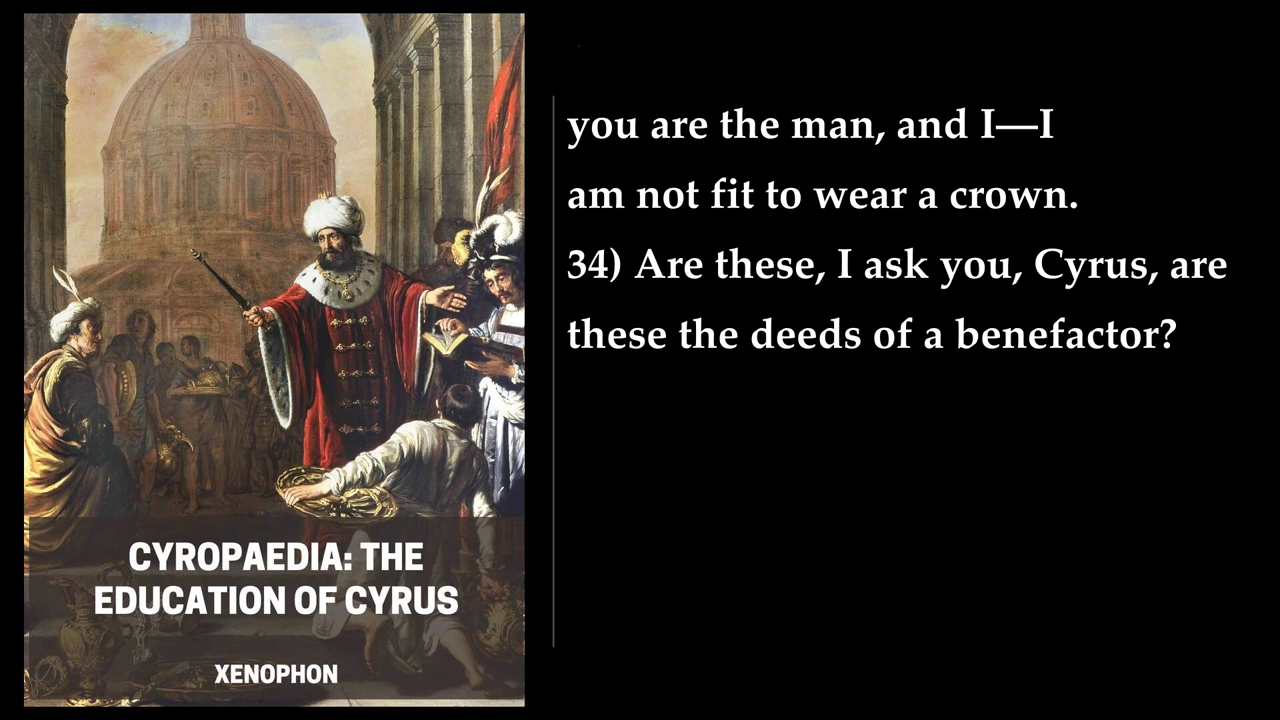 you are the man, and I—I
am not fit to wear a crown.
34) Are these, I ask you, Cyrus, are
these the deeds of a benefactor?
CYROPAEDIA: THE
EDUCATION OF CYRUS
XENOPHON